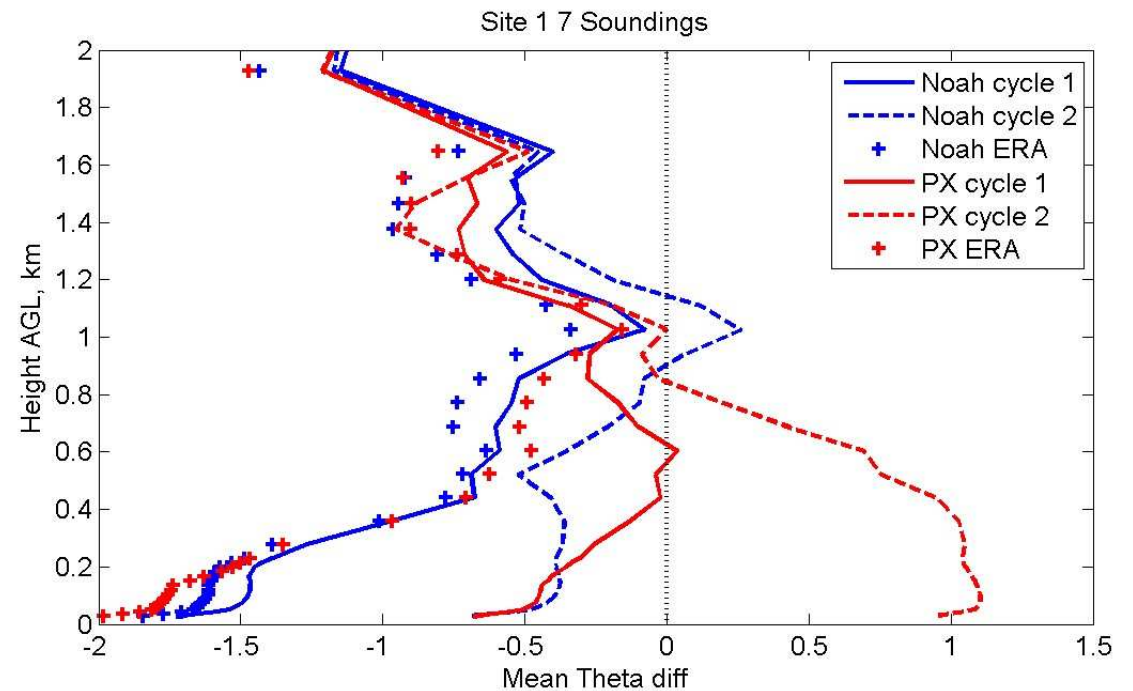 Site 1 7 Soundings
2
1.8
1.6
1.4
1.2
1
0.8
0.6
0.4
0.2
0
Height AGL, km
-2
-1.5
-1
-0.5
0
0.5
1
1.5
Mean Theta diff
Noah cycle 1
Noah cycle 2
Noah ERA
PX cycle 1
PX cycle 2
PX ERA